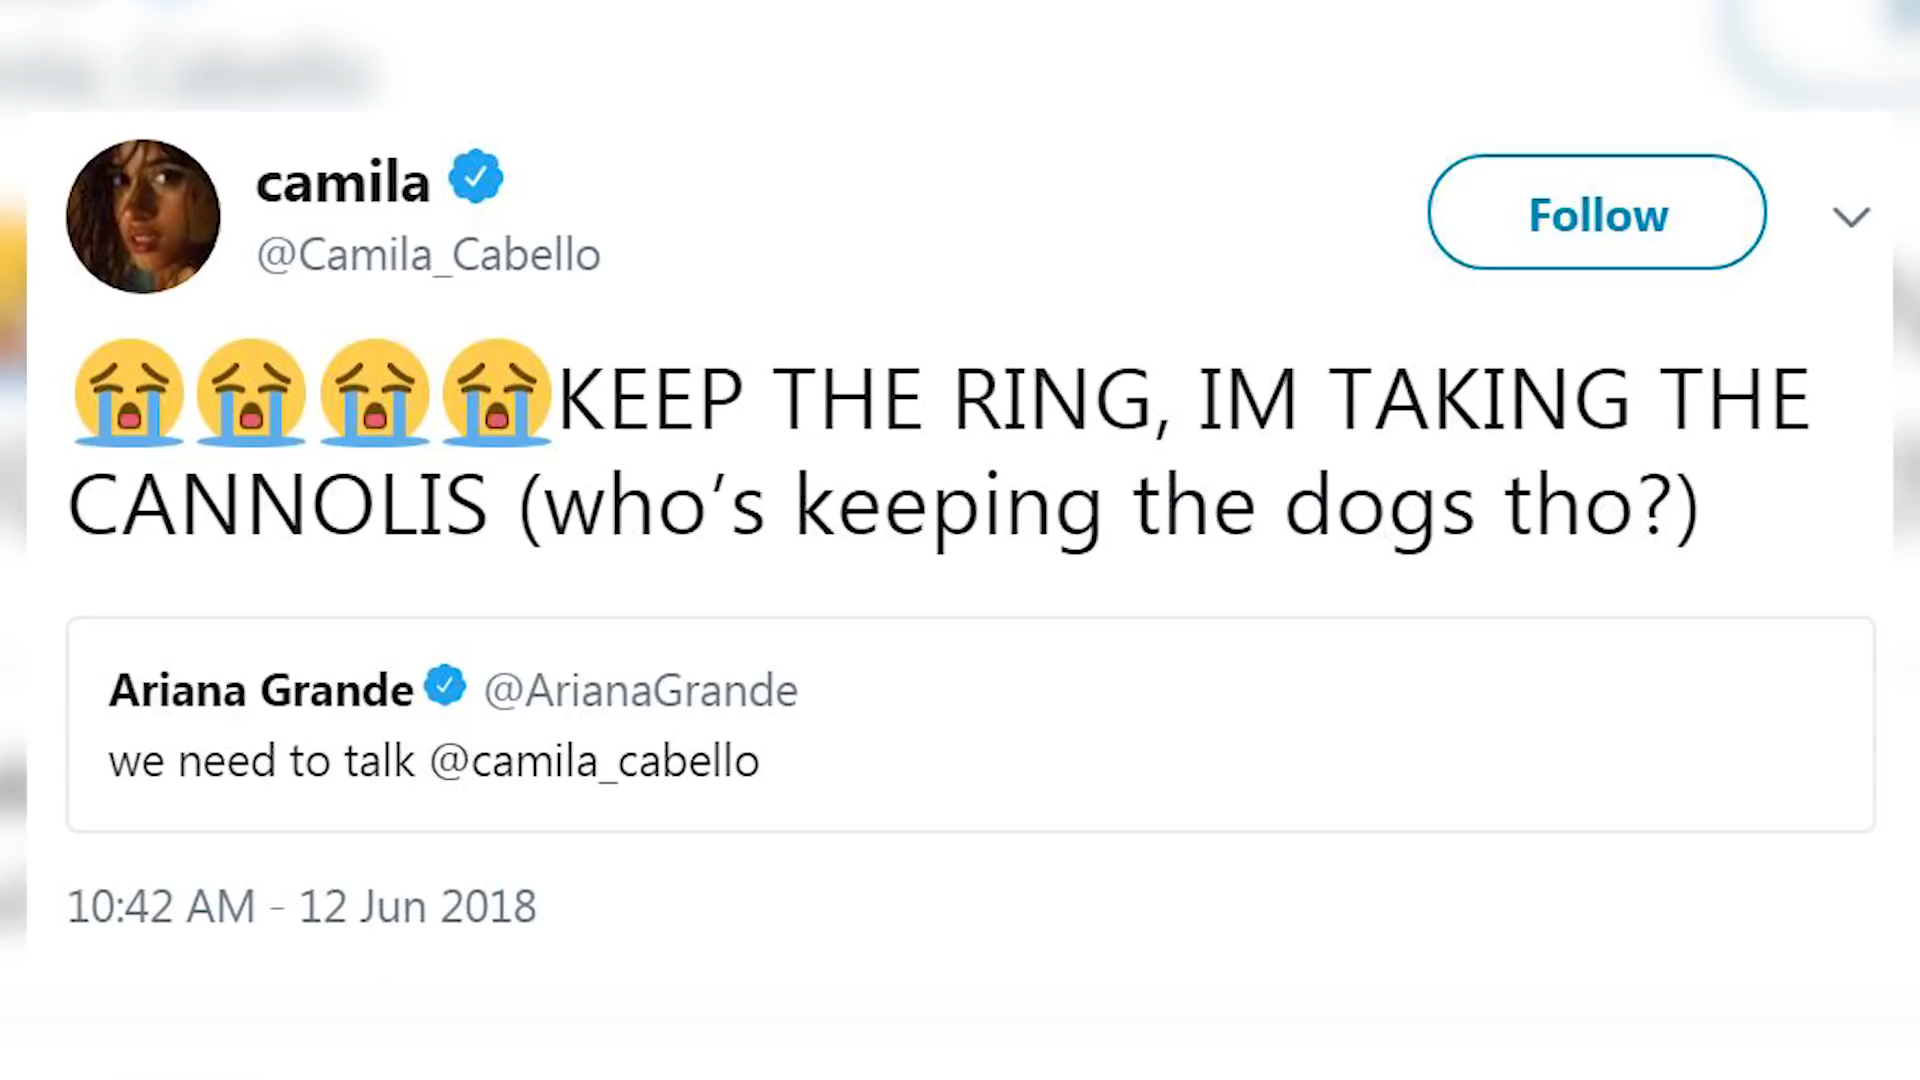 camila
@Camila_Cabello
Follow
😭😭😭😭KEEP THE RING, IM TAKING THE
CANNOLIS (who’s keeping the dogs tho?)
Ariana Grande @ArianaGrande
we need to talk @camila_cabello
10:42 AM - 12 Jun 2018